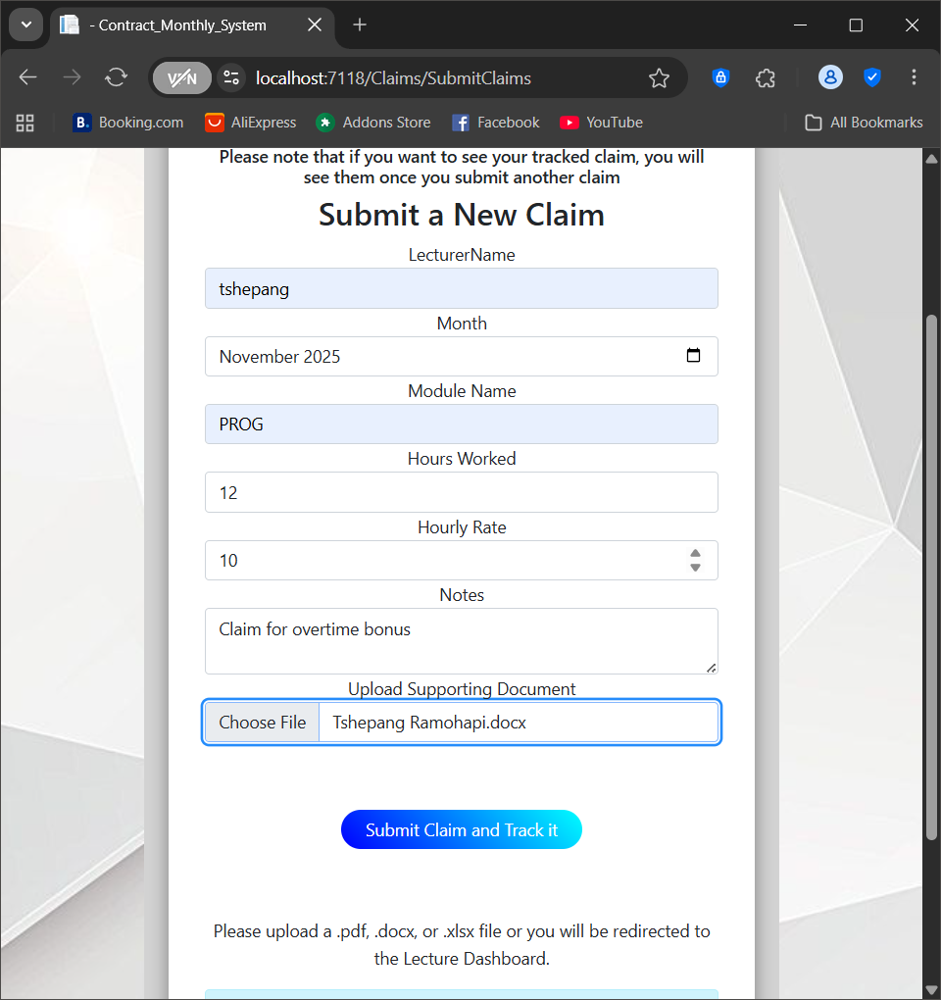 - Contract_Monthly_System
VPN
localhost:7118/Claims/SubmitClaims
B. Booking.com
AliExpress
Addons Store
Facebook
YouTube
All Bookmarks
Please note that if you want to see your tracked claim, you will
see them once you submit another claim
Submit a New Claim
LecturerName
tshepang
Month
November 2025
Module Name
PROG
Hours Worked
12
Hourly Rate
10
Notes
Claim for overtime bonus
Upload Supporting Document
Choose File Tshepang Ramohapi.docx
Submit Claim and Track it
Please upload a .pdf, .docx, or .xlsx file or you will be redirected to
the Lecture Dashboard.